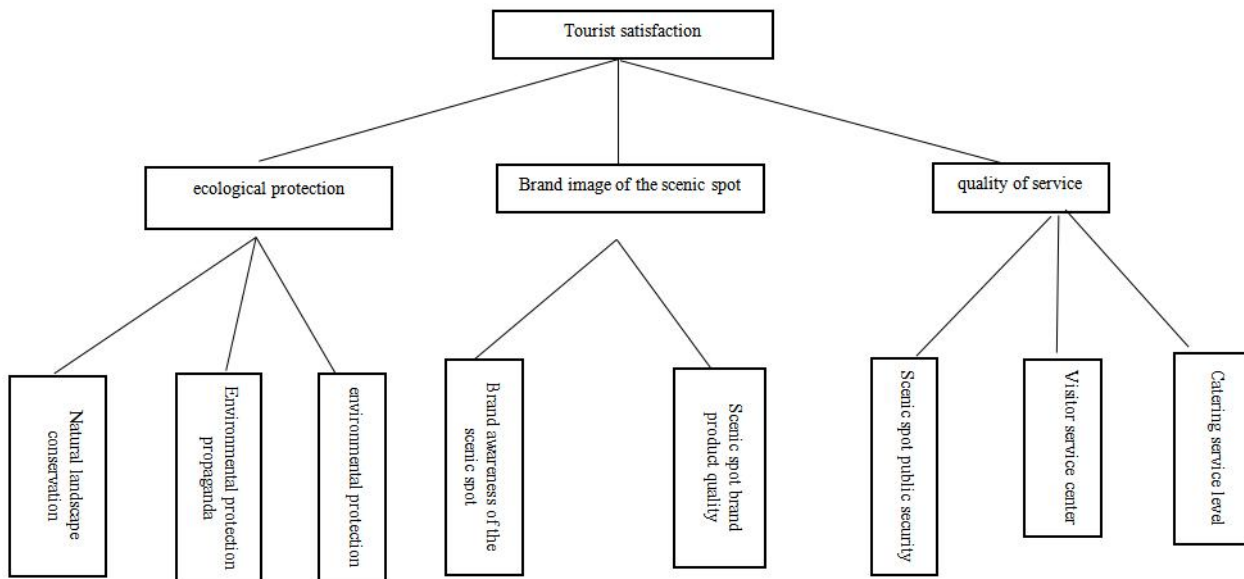 Tourist satisfaction
ecological protection
Brand image of the scenic spot
quality of service
Natural landscape
conservation
Environmental protection
propaganda
environmental protection
Brand awareness of the
scenic spot
Scenic spot brand
product quality
Scenic spot public security
Visitor service center
Catering service level